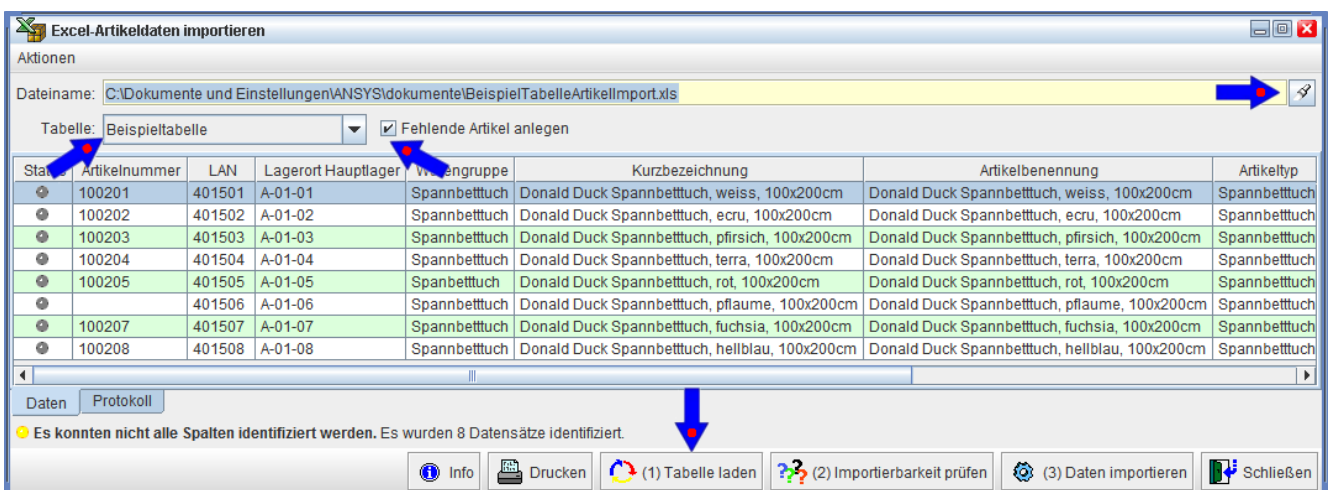 Excel-Artikeldaten importieren
Aktionen
Dateiname: C:\Dokumente und Einstellungen\ANSYS\dokumente\BeispielTabelleArtikelImport.xls
Tabelle: Beispieltabelle Fehlende Artikel anlegen
Artikelnummer LAN Lagerort Hauptlager Kurzbezeichnung Artikelbenennung Artikeltyp
100201 401501 A-01-01 Spannbetttuch Donald Duck Spannbetttuch, weiss, 100x200cm Donald Duck Spannbetttuch, weiss, 100x200cm Spannbetttuch
100202 401502 A-01-02 Spannbetttuch Donald Duck Spannbetttuch, ecru, 100x200cm Donald Duck Spannbetttuch, ecru, 100x200cm Spannbetttuch
100203 401503 A-01-03 Spannbetttuch Donald Duck Spannbetttuch, pfirsich, 100x200cm Donald Duck Spannbetttuch, pfirsich, 100x200cm Spannbetttuch
100204 401504 A-01-04 Spannbetttuch Donald Duck Spannbetttuch, terra, 100x200cm Donald Duck Spannbetttuch, terra, 100x200cm Spannbetttuch
100205 401505 A-01-05 Spanbetttuch Donald Duck Spannbetttuch, rot, 100x200cm Donald Duck Spannbetttuch, rot, 100x200cm Spannbetttuch
401506 A-01-06 Spannbetttuch Donald Duck Spannbetttuch, pflaume, 100x200cm Donald Duck Spannbetttuch, pflaume, 100x200cm Spannbetttuch
100207 401507 A-01-07 Spannbetttuch Donald Duck Spannbetttuch, fuchsia, 100x200cm Donald Duck Spannbetttuch, fuchsia, 100x200cm Spannbetttuch
100208 401508 A-01-08 Spannbetttuch Donald Duck Spannbetttuch, hellblau, 100x200cm Donald Duck Spannbetttuch, hellblau, 100x200cm Spannbetttuch
Daten Protokoll
Es konnten nicht alle Spalten identifiziert werden. Es wurden 8 Datensätze identifiziert.
Info Drucken (1) Tabelle laden (2) Importierbarkeit prüfen (3) Daten importieren Schließen